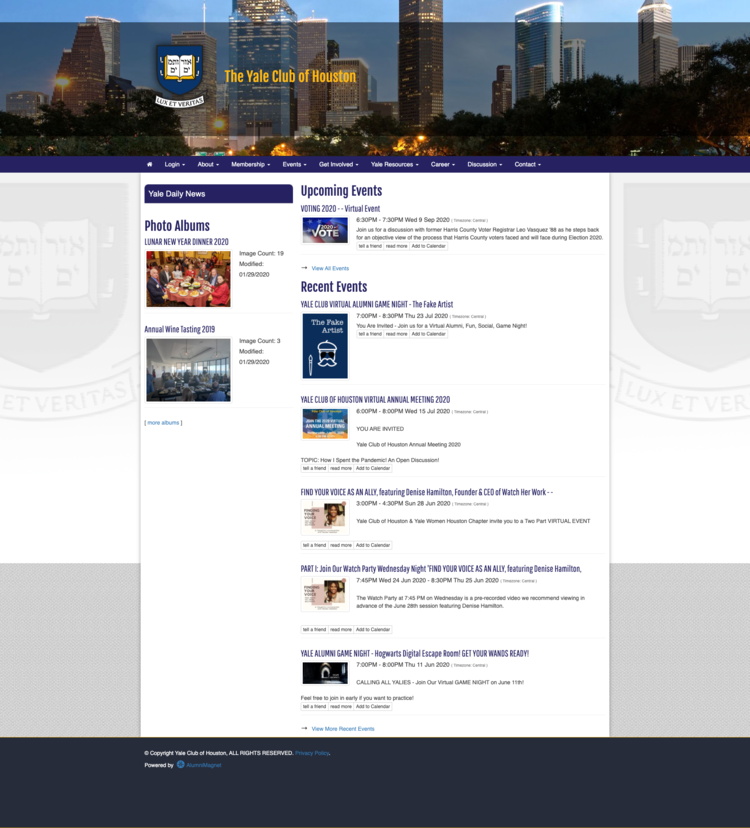 אורים
ותמים
LUX ET VERITAS
The Yale Club of Houston
Login
About
Membership
Events
Get Involved
Yale Resources
Career
Discussion
Contact
Yale Daily News
Photo Albums
LUNAR NEW YEAR DINNER 2020
Image Count: 19
Modified:
01/29/2020
Annual Wine Tasting 2019
Image Count: 3
Modified:
01/29/2020
[ more albums ]
Upcoming Events
VOTING 2020 - - Virtual Event
2020
VOTE
6:30PM - 7:30PM Wed 9 Sep 2020 ( Timezone: Central )
Join us for a discussion with former Harris County Voter Registrar Leo Vasquez '88 as he steps back
for an objective view of the process that Harris County voters faced and will face during Election 2020.
tell a friend read more Add to Calendar
→ View All Events
Recent Events
YALE CLUB VIRTUAL ALUMNI GAME NIGHT - The Fake Artist
The Fake
Artist
7:00PM - 8:30PM Thu 23 Jul 2020 ( Timezone: Central )
You Are Invited - Join us for a Virtual Alumni, Fun, Social, Game Night!
tell a friend read more Add to Calendar
YALE CLUB OF HOUSTON VIRTUAL ANNUAL MEETING 2020
ANNUAL MEETING
6:00PM - 8:00PM Wed 15 Jul 2020 ( Timezone: Central )
YOU ARE INVITED
Yale Club of Houston Annual Meeting 2020
TOPIC: How I Spent the Pandemic! An Open Discussion!
tell a friend read more Add to Calendar
FIND YOUR VOICE AS AN ALLY, featuring Denise Hamilton, Founder & CEO of Watch Her Work - -
FINDING
YOUR
VOICE
3:00PM - 4:30PM Sun 28 Jun 2020 ( Timezone: Central )
Yale Club of Houston & Yale Women Houston Chapter invite you to a Two Part VIRTUAL EVENT
tell a friend read more Add to Calendar
PART I: Join Our Watch Party Wednesday Night 'FIND YOUR VOICE AS AN ALLY, featuring Denise Hamilton,
FINDING
YOUR
VOICE
7:45PM Wed 24 Jun 2020 - 8:30PM Thu 25 Jun 2020 ( Timezone: Central )
The Watch Party at 7:45 PM on Wednesday is a pre-recorded video we recommend viewing in
advance of the June 28th session featuring Denise Hamilton.
tell a friend read more Add to Calendar
YALE ALUMNI GAME NIGHT - Hogwarts Digital Escape Room! GET YOUR WANDS READY!
7:00PM - 8:00PM Thu 11 Jun 2020 ( Timezone: Central )
CALLING ALL YALIES - Join Our Virtual GAME NIGHT on June 11th!
Feel free to join in early if you want to practice!
tell a friend read more Add to Calendar
→ View More Recent Events
© Copyright Yale Club of Houston, ALL RIGHTS RESERVED. Privacy Policy.
Powered by AlumniMagnet